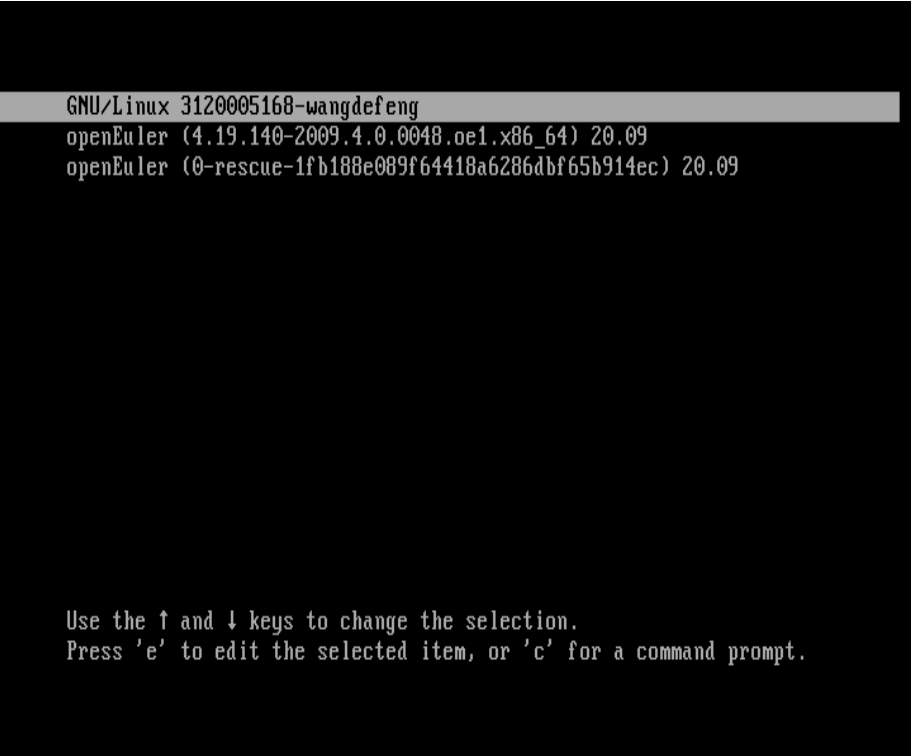 GNU/Linux 3120005168-wangdefeng
openEuler (4.19.140-2009.4.0.0048.oe1.x86_64) 20.09
openEuler (0-rescue-1fb188e089f64418a6286dbf65b914ec) 20.09
Use the ↑ and ↓ keys to change the selection.
Press 'e' to edit the selected item, or 'c' for a command prompt.